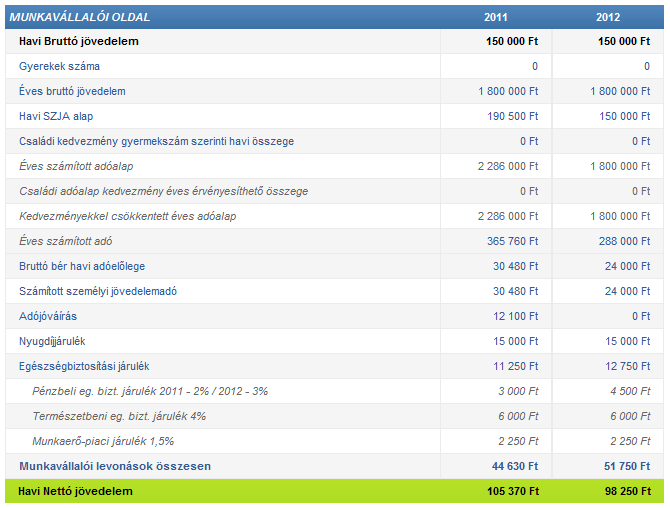 MUNKAVÁLLALÓI OLDAL 2011 2012
Havi Bruttó jövedelem 150 000 Ft 150 000 Ft
Gyerekek száma 0 0
Éves bruttó jövedelem 1 800 000 Ft 1 800 000 Ft
Havi SZJA alap 190 500 Ft 150 000 Ft
Családi kedvezmény gyermekszám szerinti havi összege 0 Ft 0 Ft
Éves számított adóalap 2 286 000 Ft 1 800 000 Ft
Családi adóalap kedvezmény éves érvényesíthető összege 0 Ft 0 Ft
Kedvezményekkel csökkentett éves adóalap 2 286 000 Ft 1 800 000 Ft
Éves számított adó 365 760 Ft 288 000 Ft
Bruttó bér havi adóelőlege 30 480 Ft 24 000 Ft
Számított személyi jövedelemadó 30 480 Ft 24 000 Ft
Adójóváírás 12 100 Ft 0 Ft
Nyugdíjjárulék 15 000 Ft 15 000 Ft
Egészségbiztosítási járulék 11 250 Ft 12 750 Ft
Pénzbeli eg. bizt. járulék 2011 - 2% / 2012 - 3% 3 000 Ft 4 500 Ft
Természetbeni eg. bizt. járulék 4% 6 000 Ft 6 000 Ft
Munkaerő-piaci járulék 1,5% 2 250 Ft 2 250 Ft
Munkavállalói levonások összesen 44 630 Ft 51 750 Ft
Havi Nettó jövedelem 105 370 Ft 98 250 Ft